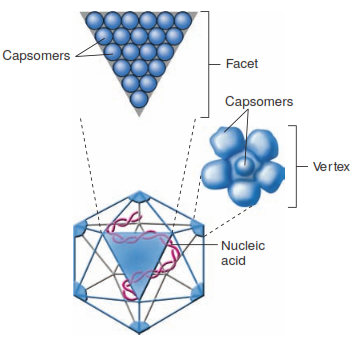 Capsomers
Facet
Capsomers
Vertex
Nucleic
acid